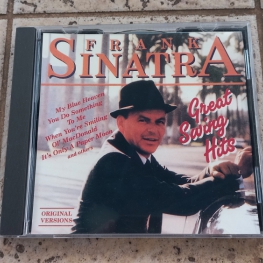 FRANK
SINATRA
My Blue Heaven
You Do Something
To Me
When You're Smiling
Ol' MacDonald
It's Only A Paper Moon
and others
Great
Swing
Hits
ORIGINAL
VERSIONS